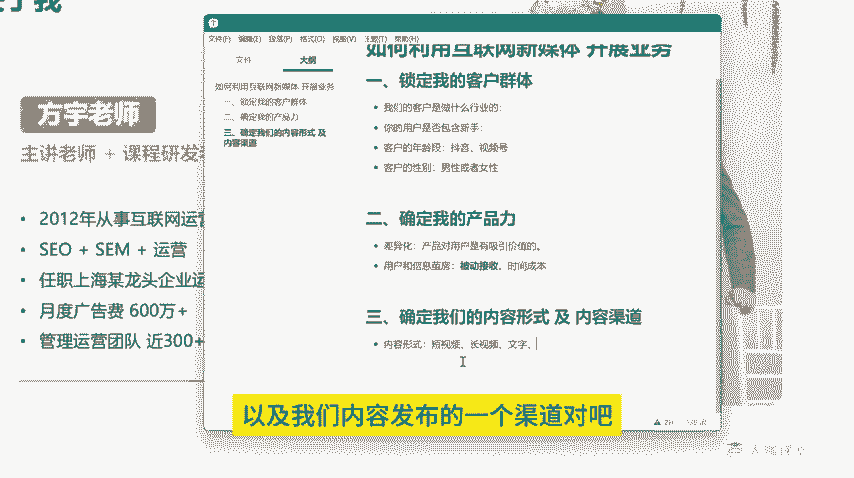 于我
方宇老师
主讲老师 + 课程研发
• 2012年从事互联网运营
• SEO + SEM + 运营
• 任职上海某龙头企业运
• 月度广告费 600万+
• 管理运营团队 近300+
文件(F) 编辑(E) 段落(P) 格式(O) 视图(V) 主题(T) 帮助(H)
文件 大纲
如何利用互联网新媒体 开展业务
一、锁定我的客户群体
二、确定我的产品力
三、确定我们的内容形式 及
内容渠道
如何利用互联网新媒体 开展业务
一、锁定我的客户群体
• 我们的客户是做什么行业的：
• 你的用户是否包含新手：
• 客户的年龄段：抖音、视频号
• 客户的性别：男性或者女性
二、确定我的产品力
• 差异化：产品对用户是有吸引价值的。
• 用户和信息茧房：被动接收、时间成本
三、确定我们的内容形式 及 内容渠道
• 内容形式：短视频、长视频、文字、
以及我们内容发布的一个渠道对吧